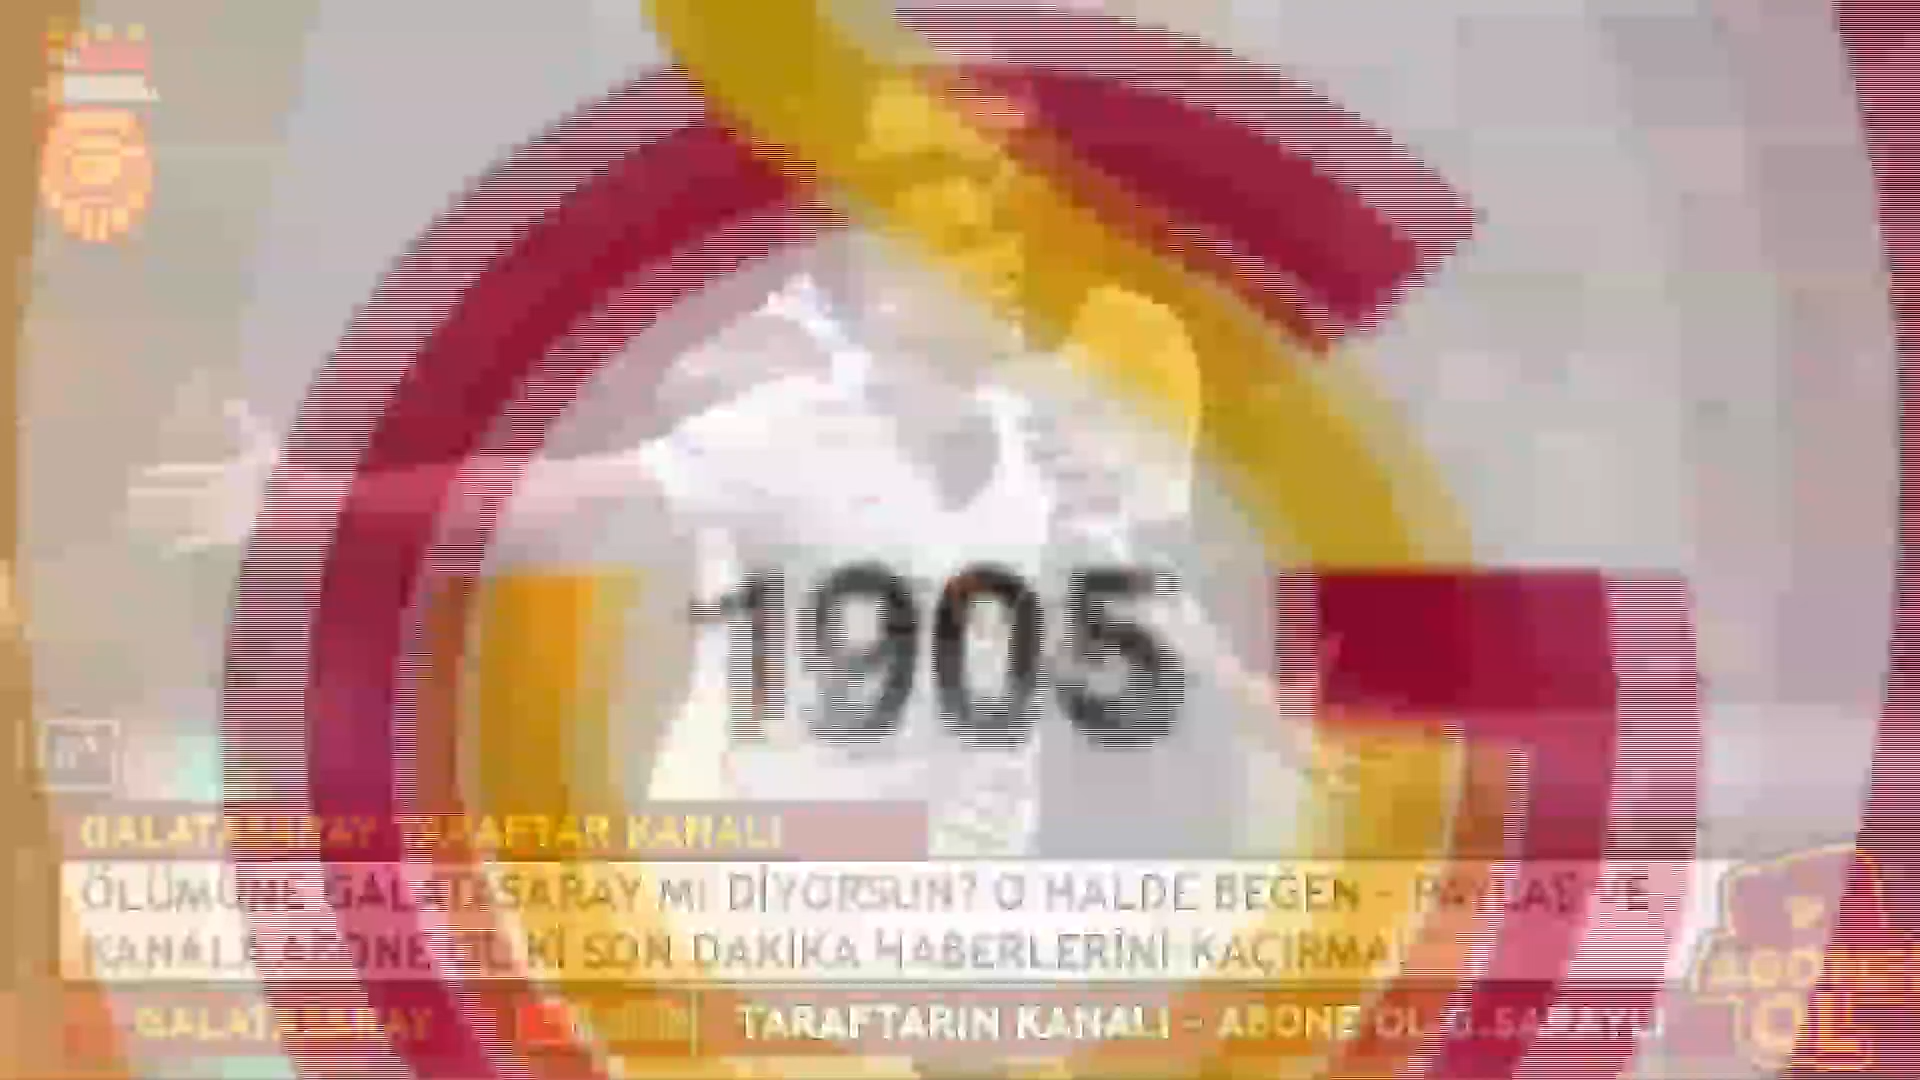 1905
GALATASARAY TARAFTAR KANALI
ÖLÜMÜNE GALATASARAY MI DİYORSUN? O HALDE BEĞEN - PAYLAŞ VE
KANALA ABONE OL Kİ SON DAKİKA HABERLERİNİ KAÇIRMA!
GALATASARAY
TARAFTARIN KANALI - ABONE OL G.SARAYLI
ABONE
OL